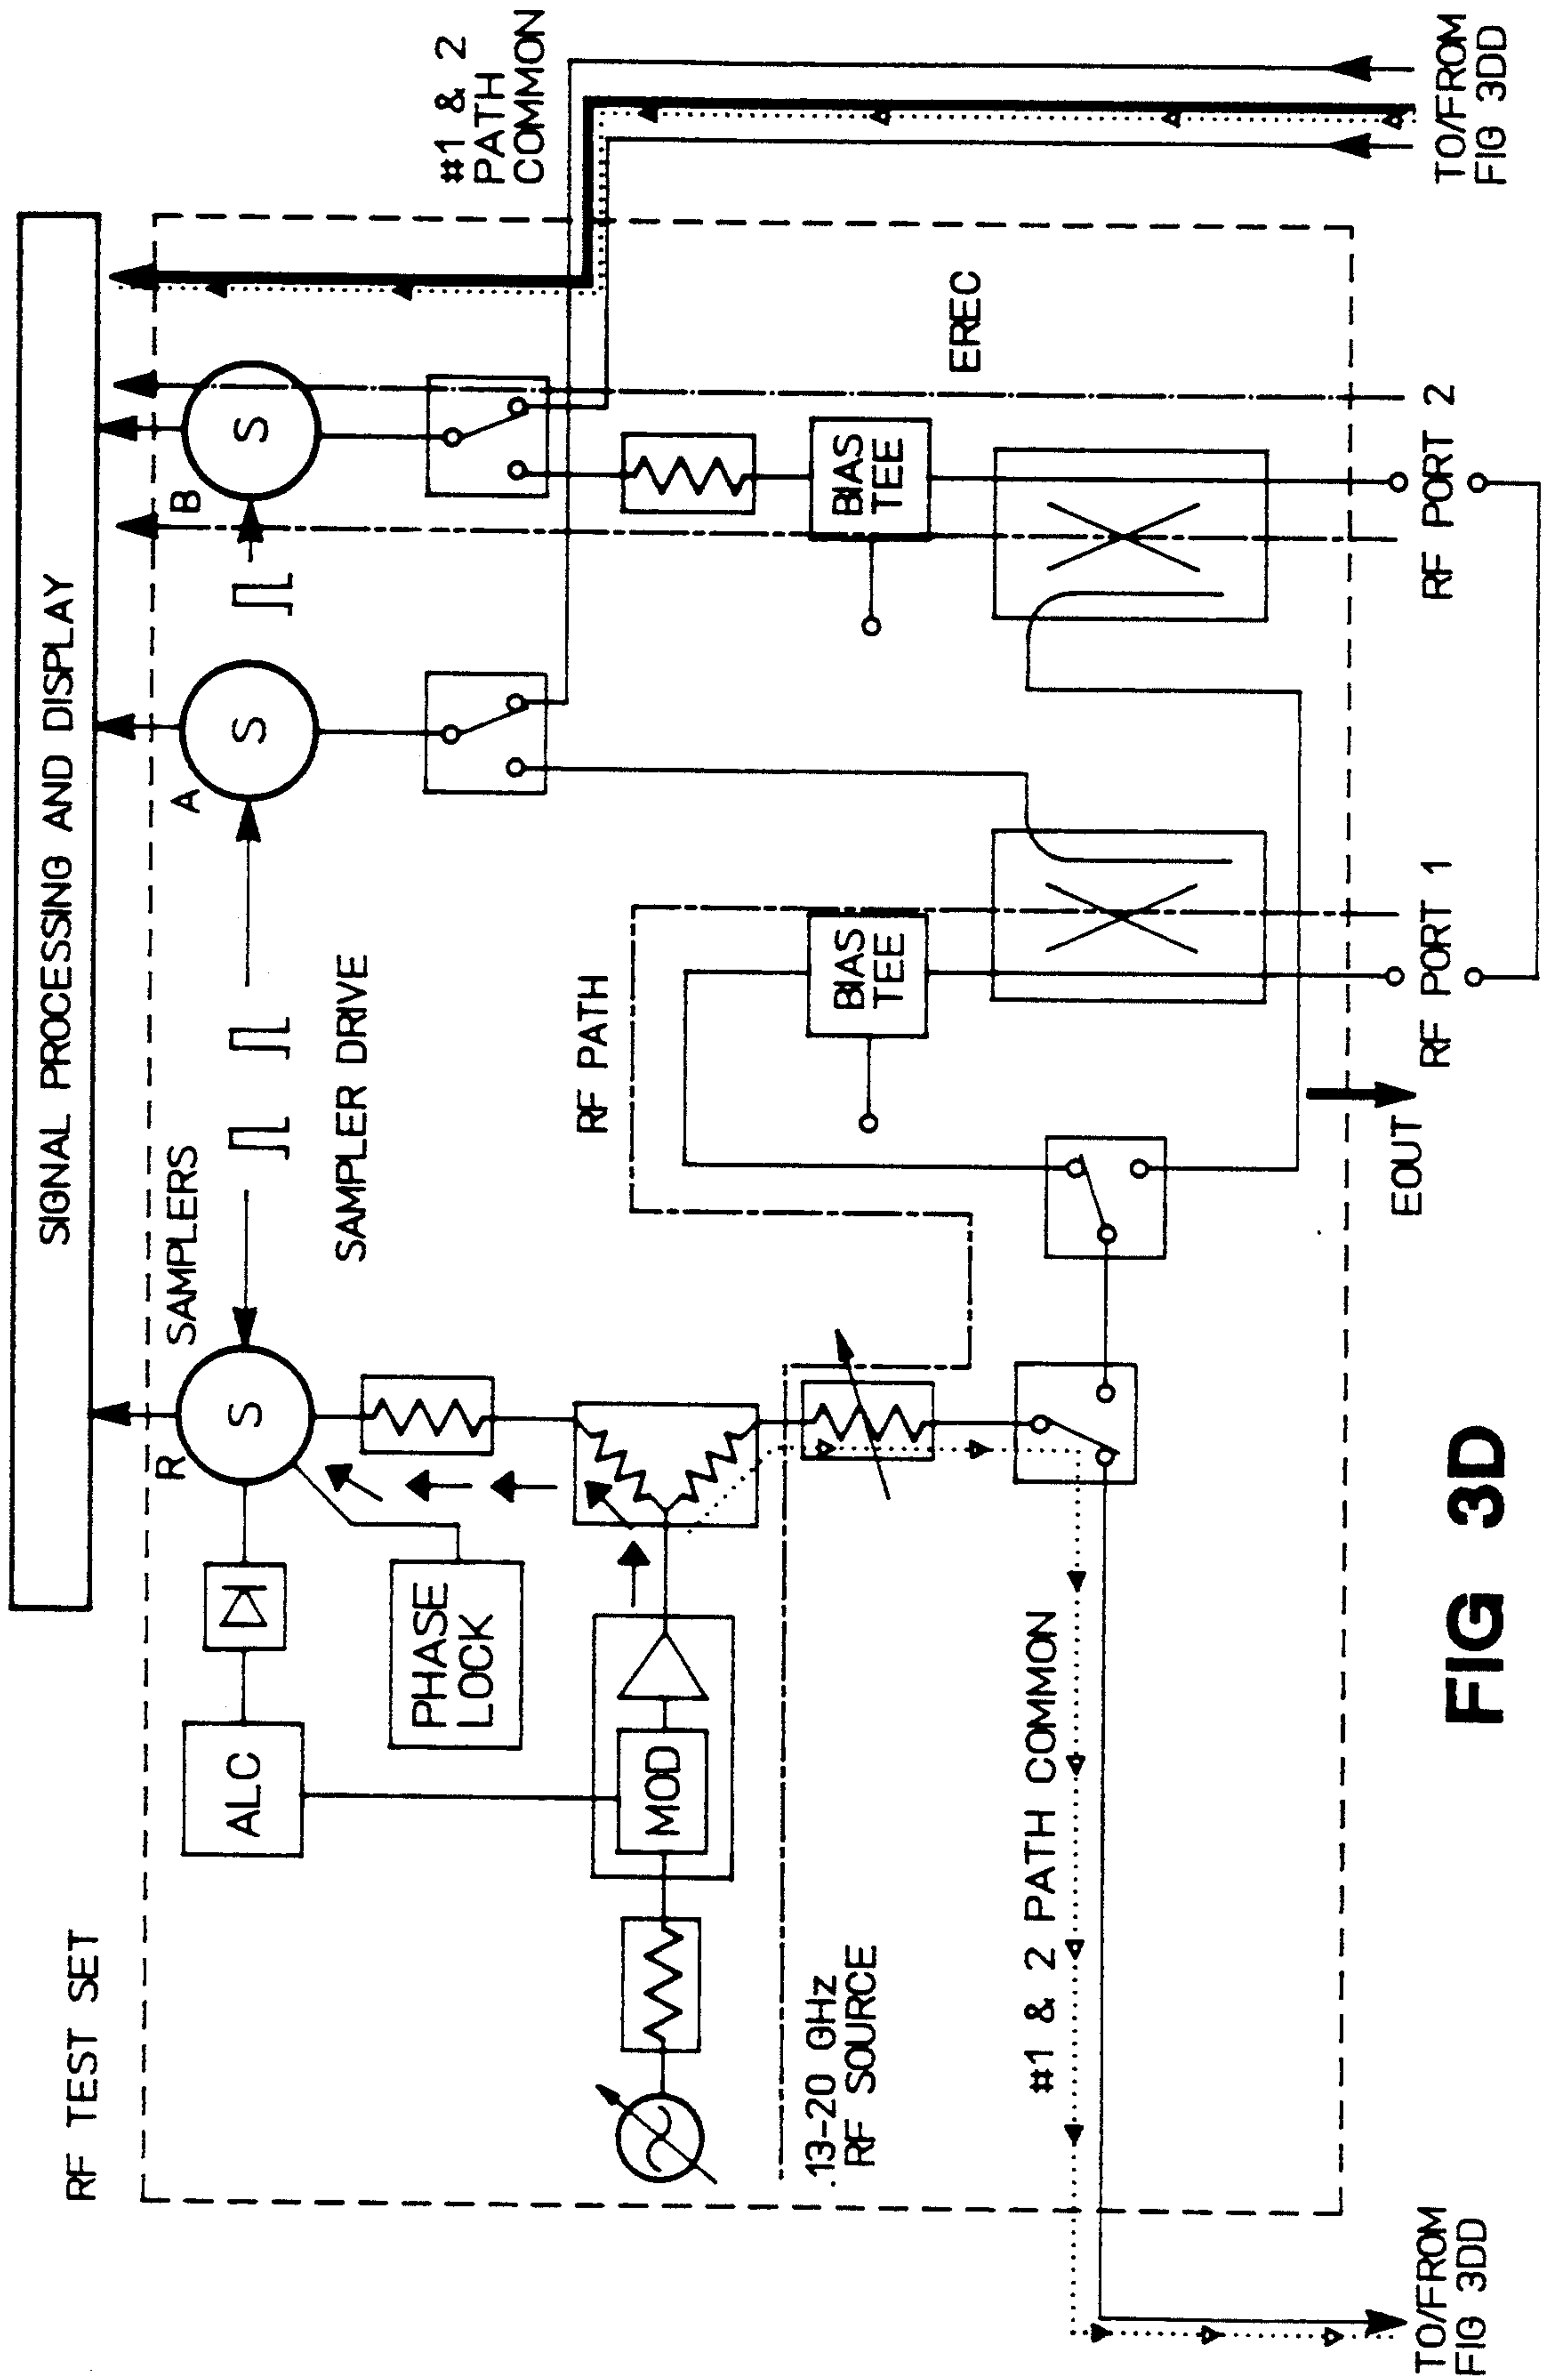 RF TEST SET
SIGNAL PROCESSING AND DISPLAY
#1 & 2
PATH
COMMON
SAMPLERS
R
S
A
S
B
S
ALC
PHASE
LOCK
SAMPLER DRIVE
MOD
RF PATH
BIAS
TEE
BIAS
TEE
EREC
.13-20 GHz
RF SOURCE
#1 & 2 PATH COMMON
EOUT
RF PORT 1
RF PORT 2
TO/FROM
FIG 3DD
TO/FROM
FIG 3DD
FIG 3D